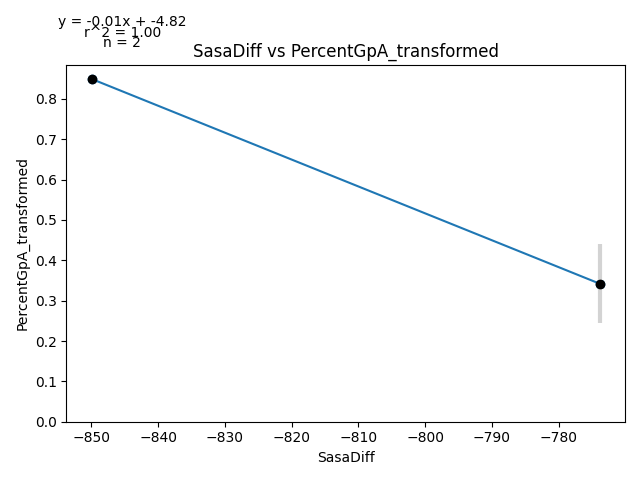 y = -0.01x + -4.82
r^2 = 1.00
n = 2
SasaDiff vs PercentGpA_transformed
PercentGpA_transformed
0.8
0.7
0.6
0.5
0.4
0.3
0.2
0.1
0.0
−850 −840 −830 −820 −810 −800 −790 −780
SasaDiff